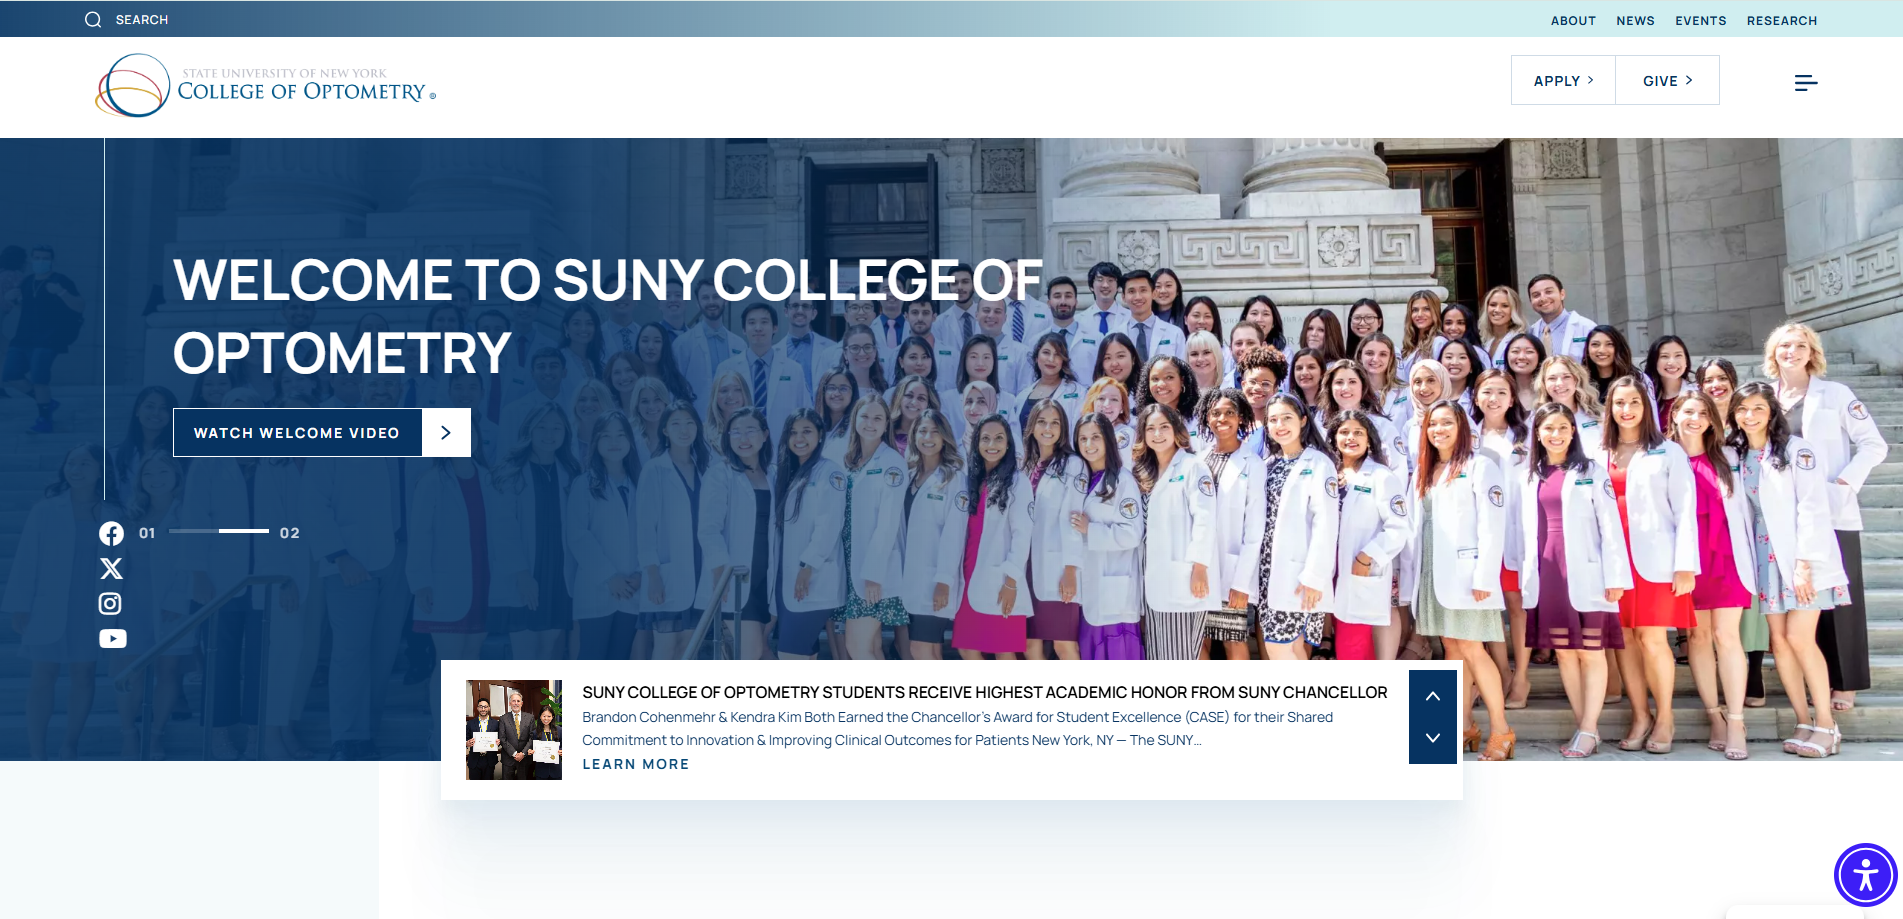 SEARCH
ABOUT NEWS EVENTS RESEARCH
STATE UNIVERSITY OF NEW YORK
COLLEGE OF OPTOMETRY ®
APPLY
GIVE
WELCOME TO SUNY COLLEGE OF
OPTOMETRY
WATCH WELCOME VIDEO
01 02
SUNY COLLEGE OF OPTOMETRY STUDENTS RECEIVE HIGHEST ACADEMIC HONOR FROM SUNY CHANCELLOR
Brandon Cohenmehr & Kendra Kim Both Earned the Chancellor's Award for Student Excellence (CASE) for their Shared
Commitment to Innovation & Improving Clinical Outcomes for Patients New York, NY — The SUNY...
LEARN MORE